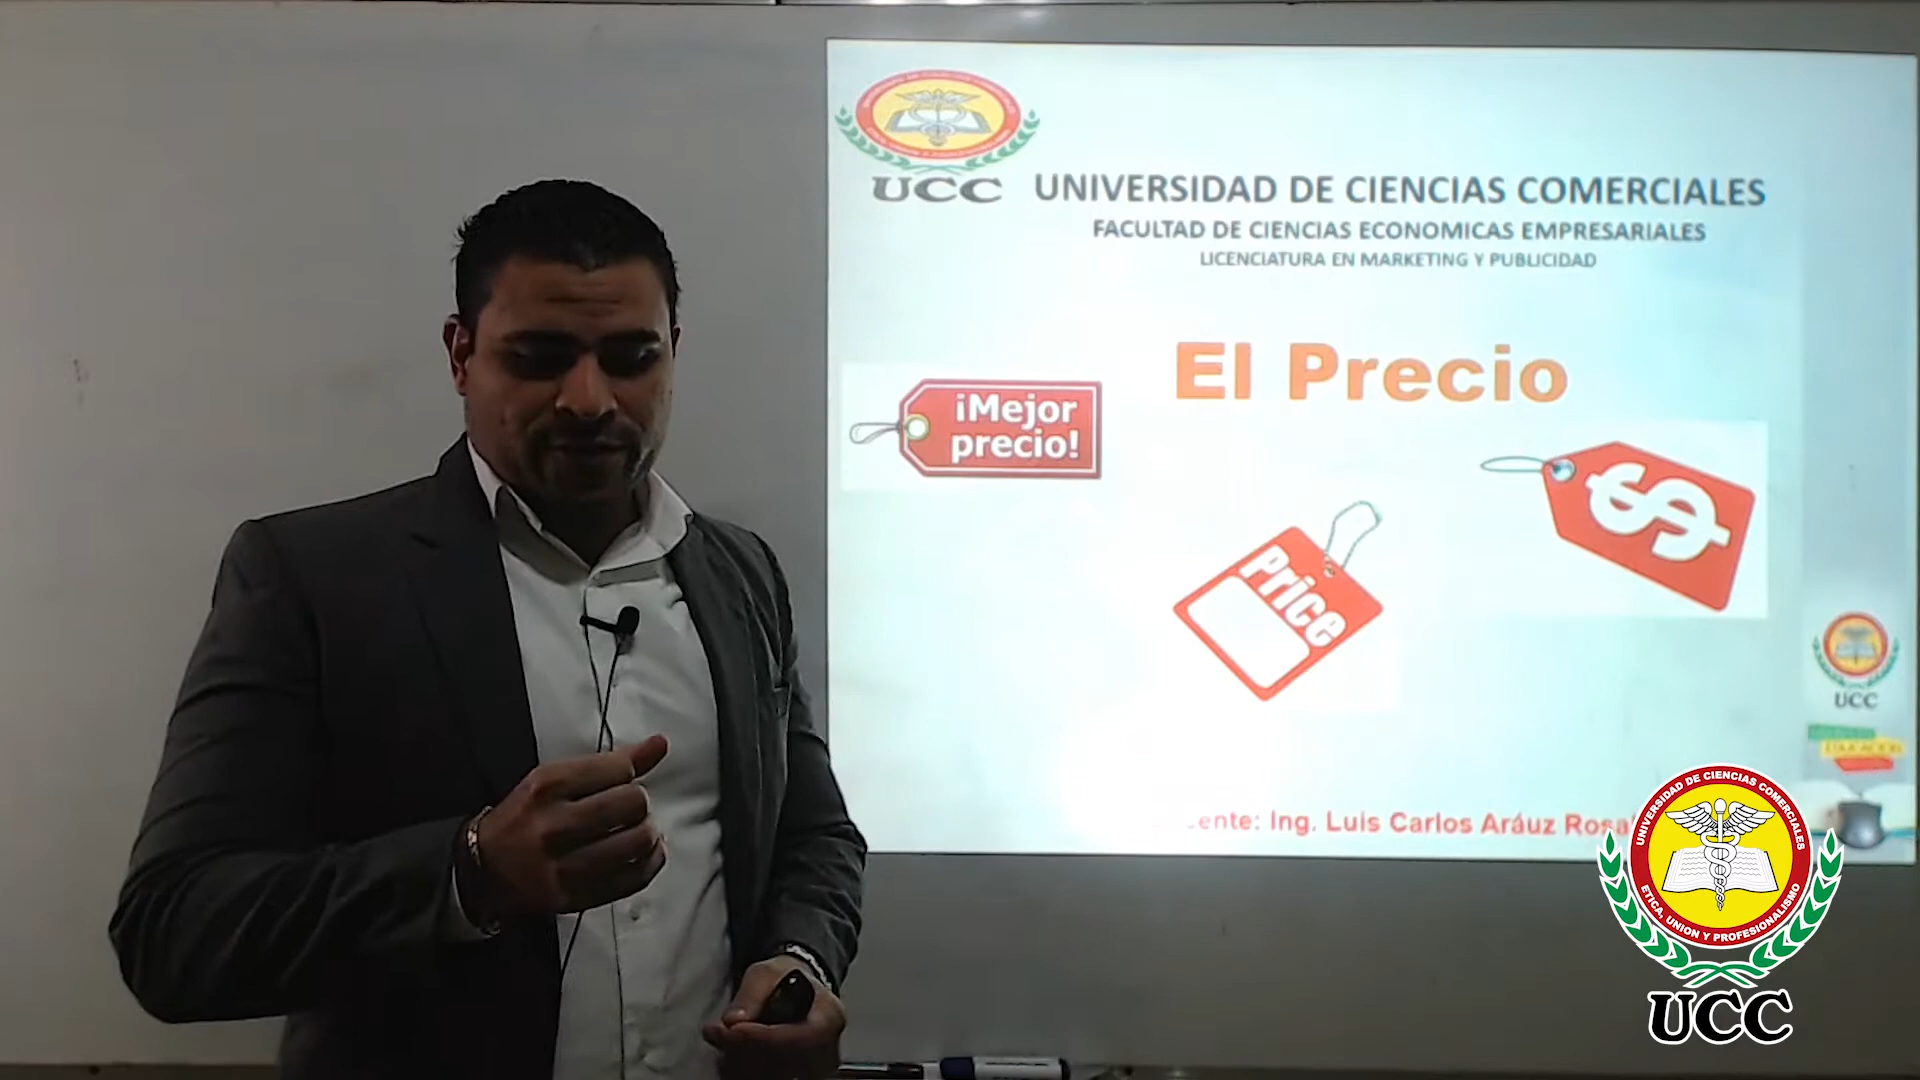 UCC
UNIVERSIDAD DE CIENCIAS COMERCIALES
FACULTAD DE CIENCIAS ECONOMICAS EMPRESARIALES
LICENCIATURA EN MARKETING Y PUBLICIDAD
El Precio
¡Mejor
precio!
Price
$
UCC
EDUCACION
ente: Ing. Luis Carlos Aráuz
UNIVERSIDAD DE CIENCIAS COMERCIALES
ETICA, UNION Y PROFESIONALISMO
UCC